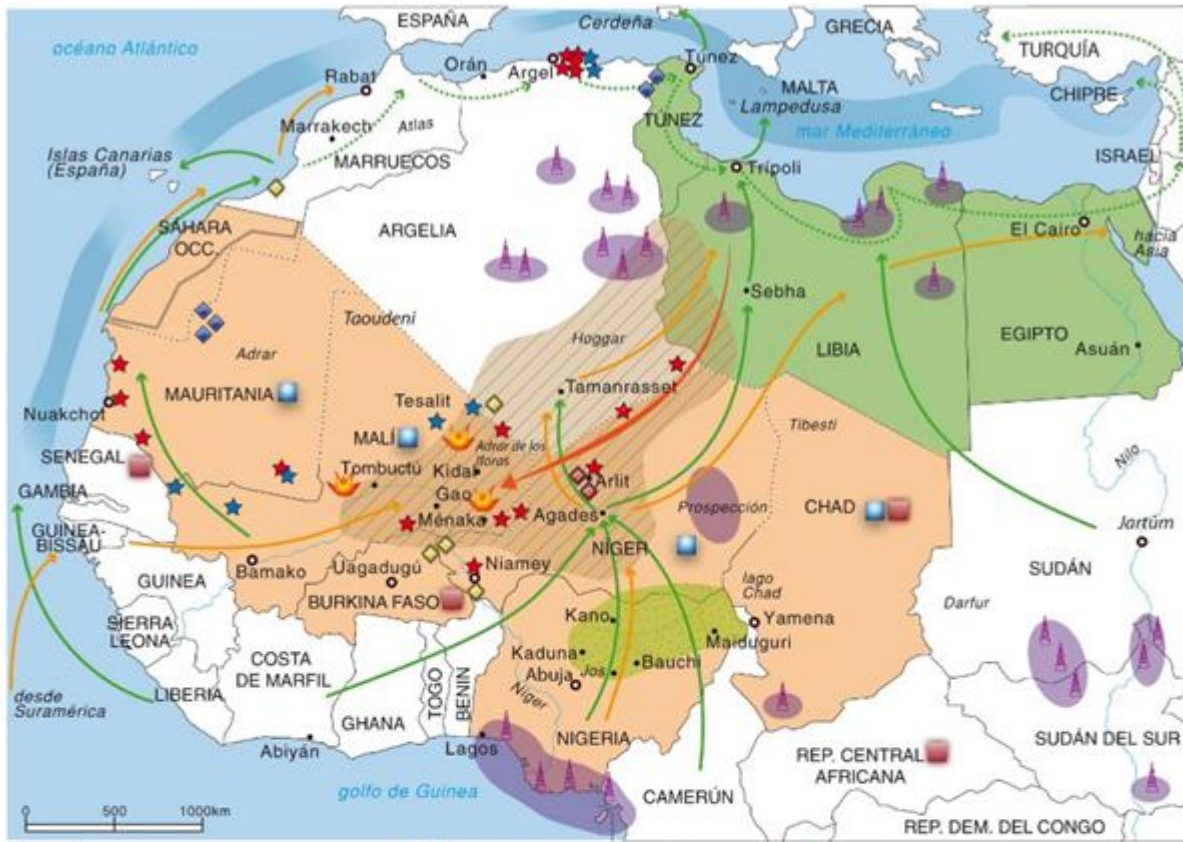 ESPAÑA
Cerdeña
GRECIA
TURQUÍA
océano Atlántico
Orán
Argel
Túnez
Rabat
MALTA
Lampedusa
CHIPRE
TÚNEZ
mar Mediterráneo
Marrakech
Atlas
MARRUECOS
ISRAEL
Islas Canarias
(España)
Trípoli
SÁHARA
OCC.
ARGELIA
El Cairo
hacia
Asia
Sebha
Taoudeni
Hoggar
LIBIA
EGIPTO
Asuán
Adrar
MAURITANIA
Tamanrasset
Nuakchot
Tesalit
Tibesti
MALÍ
Adrar de los
Iforas
SENEGAL
Tombuctú
Kidal
Arlit
Nilo
GAMBIA
Gao
Prospección
CHAD
GUINEA-
BISSAU
Ménaka
Agades
Jartúm
NÍGER
Bamako
Uagadugú
Niamey
GUINEA
lago
Chad
SUDÁN
BURKINA FASO
SIERRA
LEONA
Kano
Yamena
Darfur
Maiduguri
COSTA
DE MARFIL
Kaduna
Bauchi
Abuja
Jos
TOGO
BENIN
Niger
desde
Suramérica
LIBERIA
GHANA
NIGERIA
Abiyán
Lagos
SUDÁN DEL SUR
REP. CENTRAL
AFRICANA
golfo de Guinea
CAMERÚN
0 500 1000km
REP. DEM. DEL CONGO